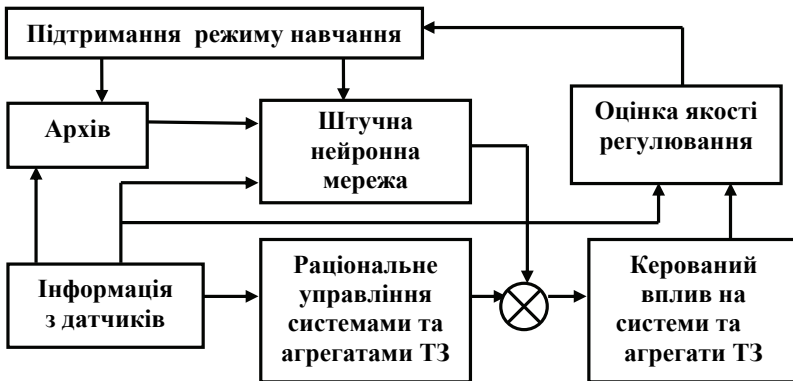 Підтримання режиму навчання
Архів
Штучна
нейронна
мережа
Оцінка якості
регулювання
Інформація
з датчиків
Раціональне
управління
системами та
агрегатами ТЗ
Керований
вплив на
системи та
агрегати ТЗ